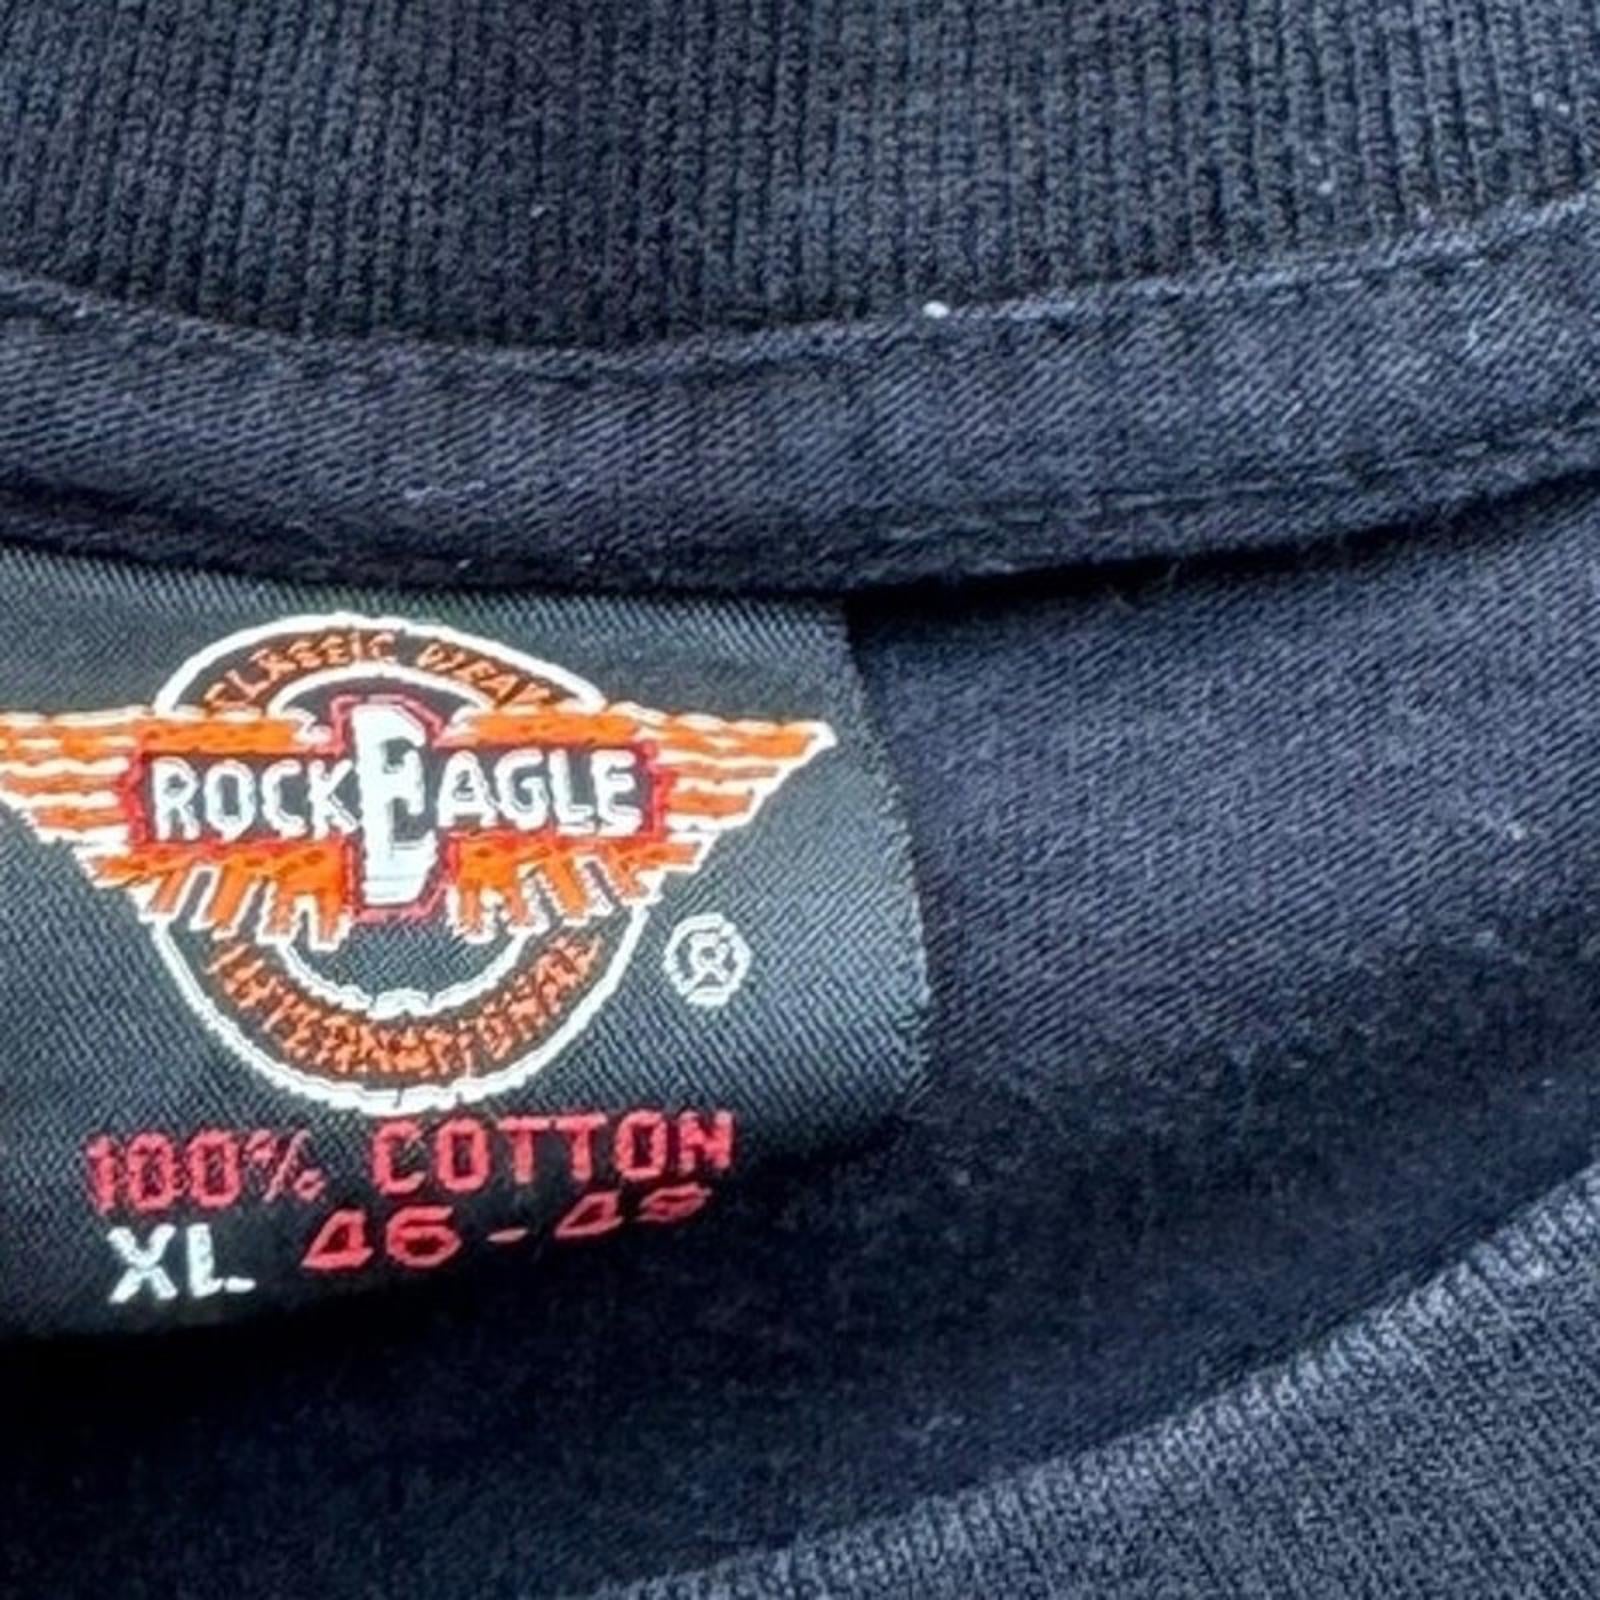 CLASSIC WEAR
ROCK EAGLE
INTERNATIONAL
®
100% COTTON
XL 46-48